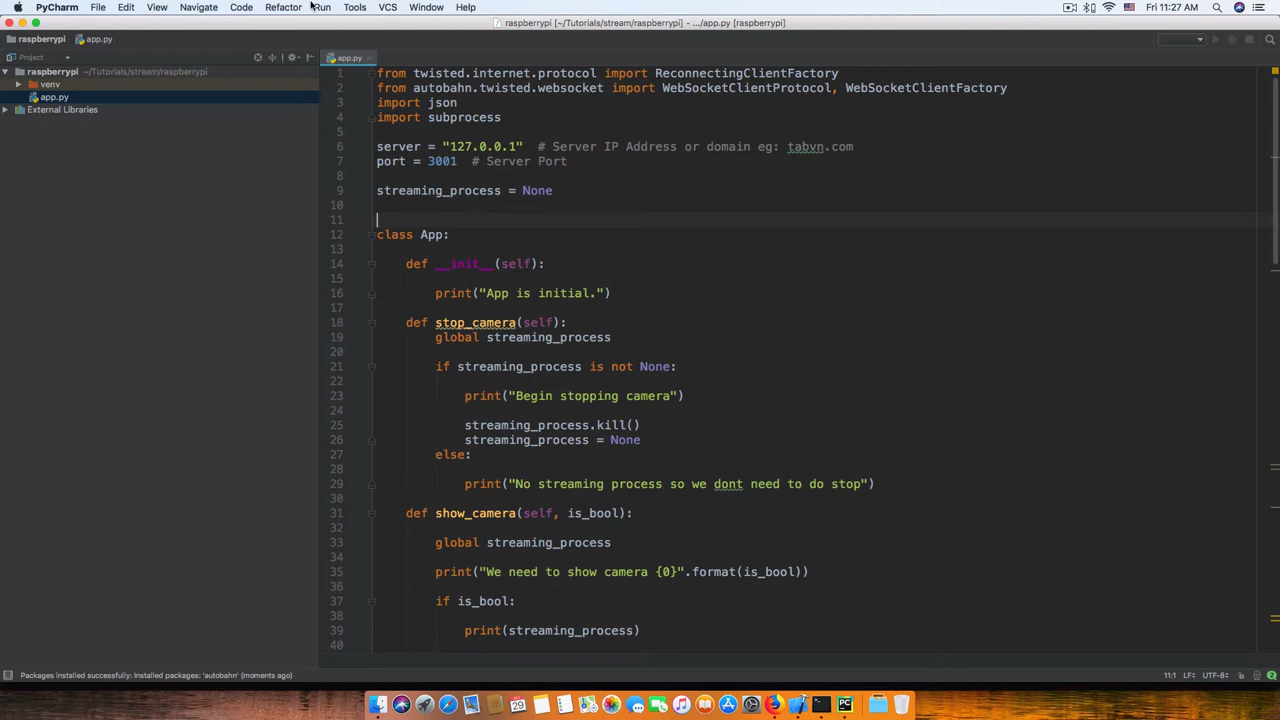 PyCharm File Edit View Navigate Code Refactor Run Tools VCS Window Help Fri 11:27 AM
raspberrypi [~/Tutorials/stream/raspberrypi] - .../app.py [raspberrypi]
raspberrypi app.py
Project
app.py
raspberrypi ~/Tutorials/stream/raspberrypi
venv
app.py
External Libraries
1 from twisted.internet.protocol import ReconnectingClientFactory
2 from autobahn.twisted.websocket import WebSocketClientProtocol, WebSocketClientFactory
3 import json
4 import subprocess
5
6 server = "127.0.0.1" # Server IP Address or domain eg: tabvn.com
7 port = 3001 # Server Port
8
9 streaming_process = None
10
11
12 class App:
13
14 def __init__(self):
15
16 print("App is initial.")
17
18 def stop_camera(self):
19 global streaming_process
20
21 if streaming_process is not None:
22
23 print("Begin stopping camera")
24
25 streaming_process.kill()
26 streaming_process = None
27 else:
28
29 print("No streaming process so we dont need to do stop")
30
31 def show_camera(self, is_bool):
32
33 global streaming_process
34
35 print("We need to show camera {0}".format(is_bool))
36
37 if is_bool:
38
39 print(streaming_process)
40
Packages installed successfully: Installed packages: 'autobahn' (moments ago) 11:1 LF÷ UTF-8÷ 2
29
PC